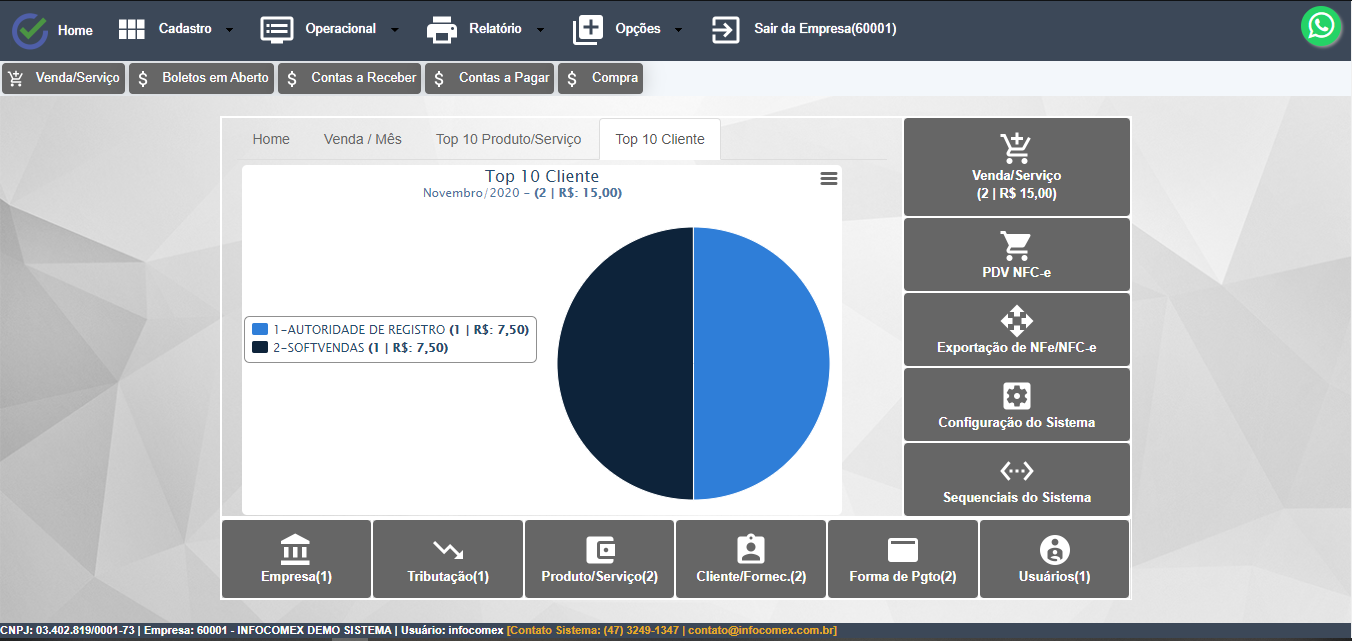 Home
Cadastro
Operacional
Relatório
Opções
Sair da Empresa(60001)
Venda/Serviço
Boletos em Aberto
Contas a Receber
Contas a Pagar
Compra
Home
Venda / Mês
Top 10 Produto/Serviço
Top 10 Cliente
Top 10 Cliente
Novembro/2020 - (2 | R$: 15,00)
1-AUTORIDADE DE REGISTRO (1 | R$: 7,50)
2-SOFTVENDAS (1 | R$: 7,50)
Venda/Serviço
(2 | R$ 15,00)
PDV NFC-e
Exportação de NFe/NFC-e
Configuração do Sistema
Sequenciais do Sistema
Empresa(1)
Tributação(1)
Produto/Serviço(2)
Cliente/Fornec.(2)
Forma de Pgto(2)
Usuários(1)
CNPJ: 03.402.819/0001-73 | Empresa: 60001 - INFOCOMEX DEMO SISTEMA | Usuário: infocomex [Contato Sistema: (47) 3249-1347 | contato@infocomex.com.br]